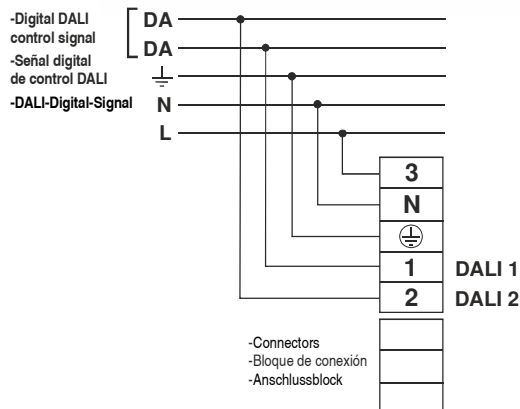 -Digital DALI
control signal
-Señal digital
de control DALI
-DALI-Digital-Signal
DA
DA
N
L
3
N
1 DALI 1
2 DALI 2
-Connectors
-Bloque de conexión
-Anschlussblock